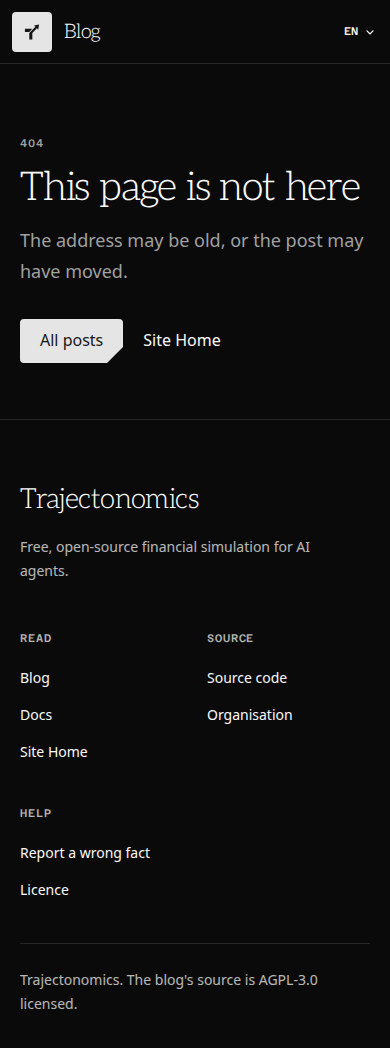 Blog
EN
404
This page is not here
The address may be old, or the post may
have moved.
All posts
Site Home
Trajectonomics
Free, open-source financial simulation for AI
agents.
READ
Blog
Docs
Site Home
SOURCE
Source code
Organisation
HELP
Report a wrong fact
Licence
Trajectonomics. The blog's source is AGPL-3.0
licensed.